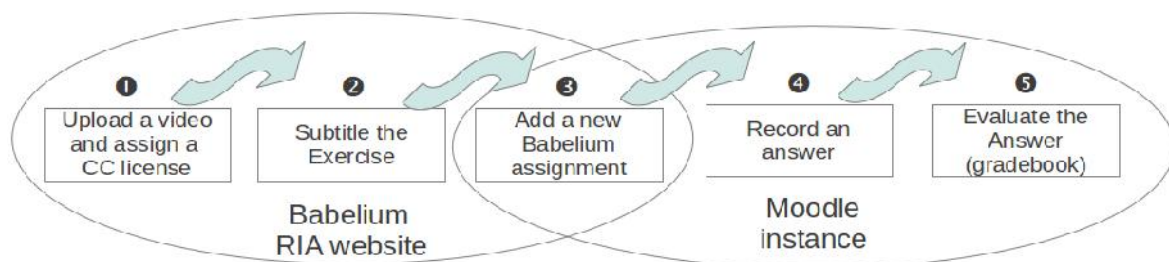 ❶
Upload a video
and assign a
CC license
❷
Subtitle the
Exercise
❸
Add a new
Babelium
assignment
❹
Record an
answer
❺
Evaluate the
Answer
(gradebook)
Babelium
RIA website
Moodle
instance